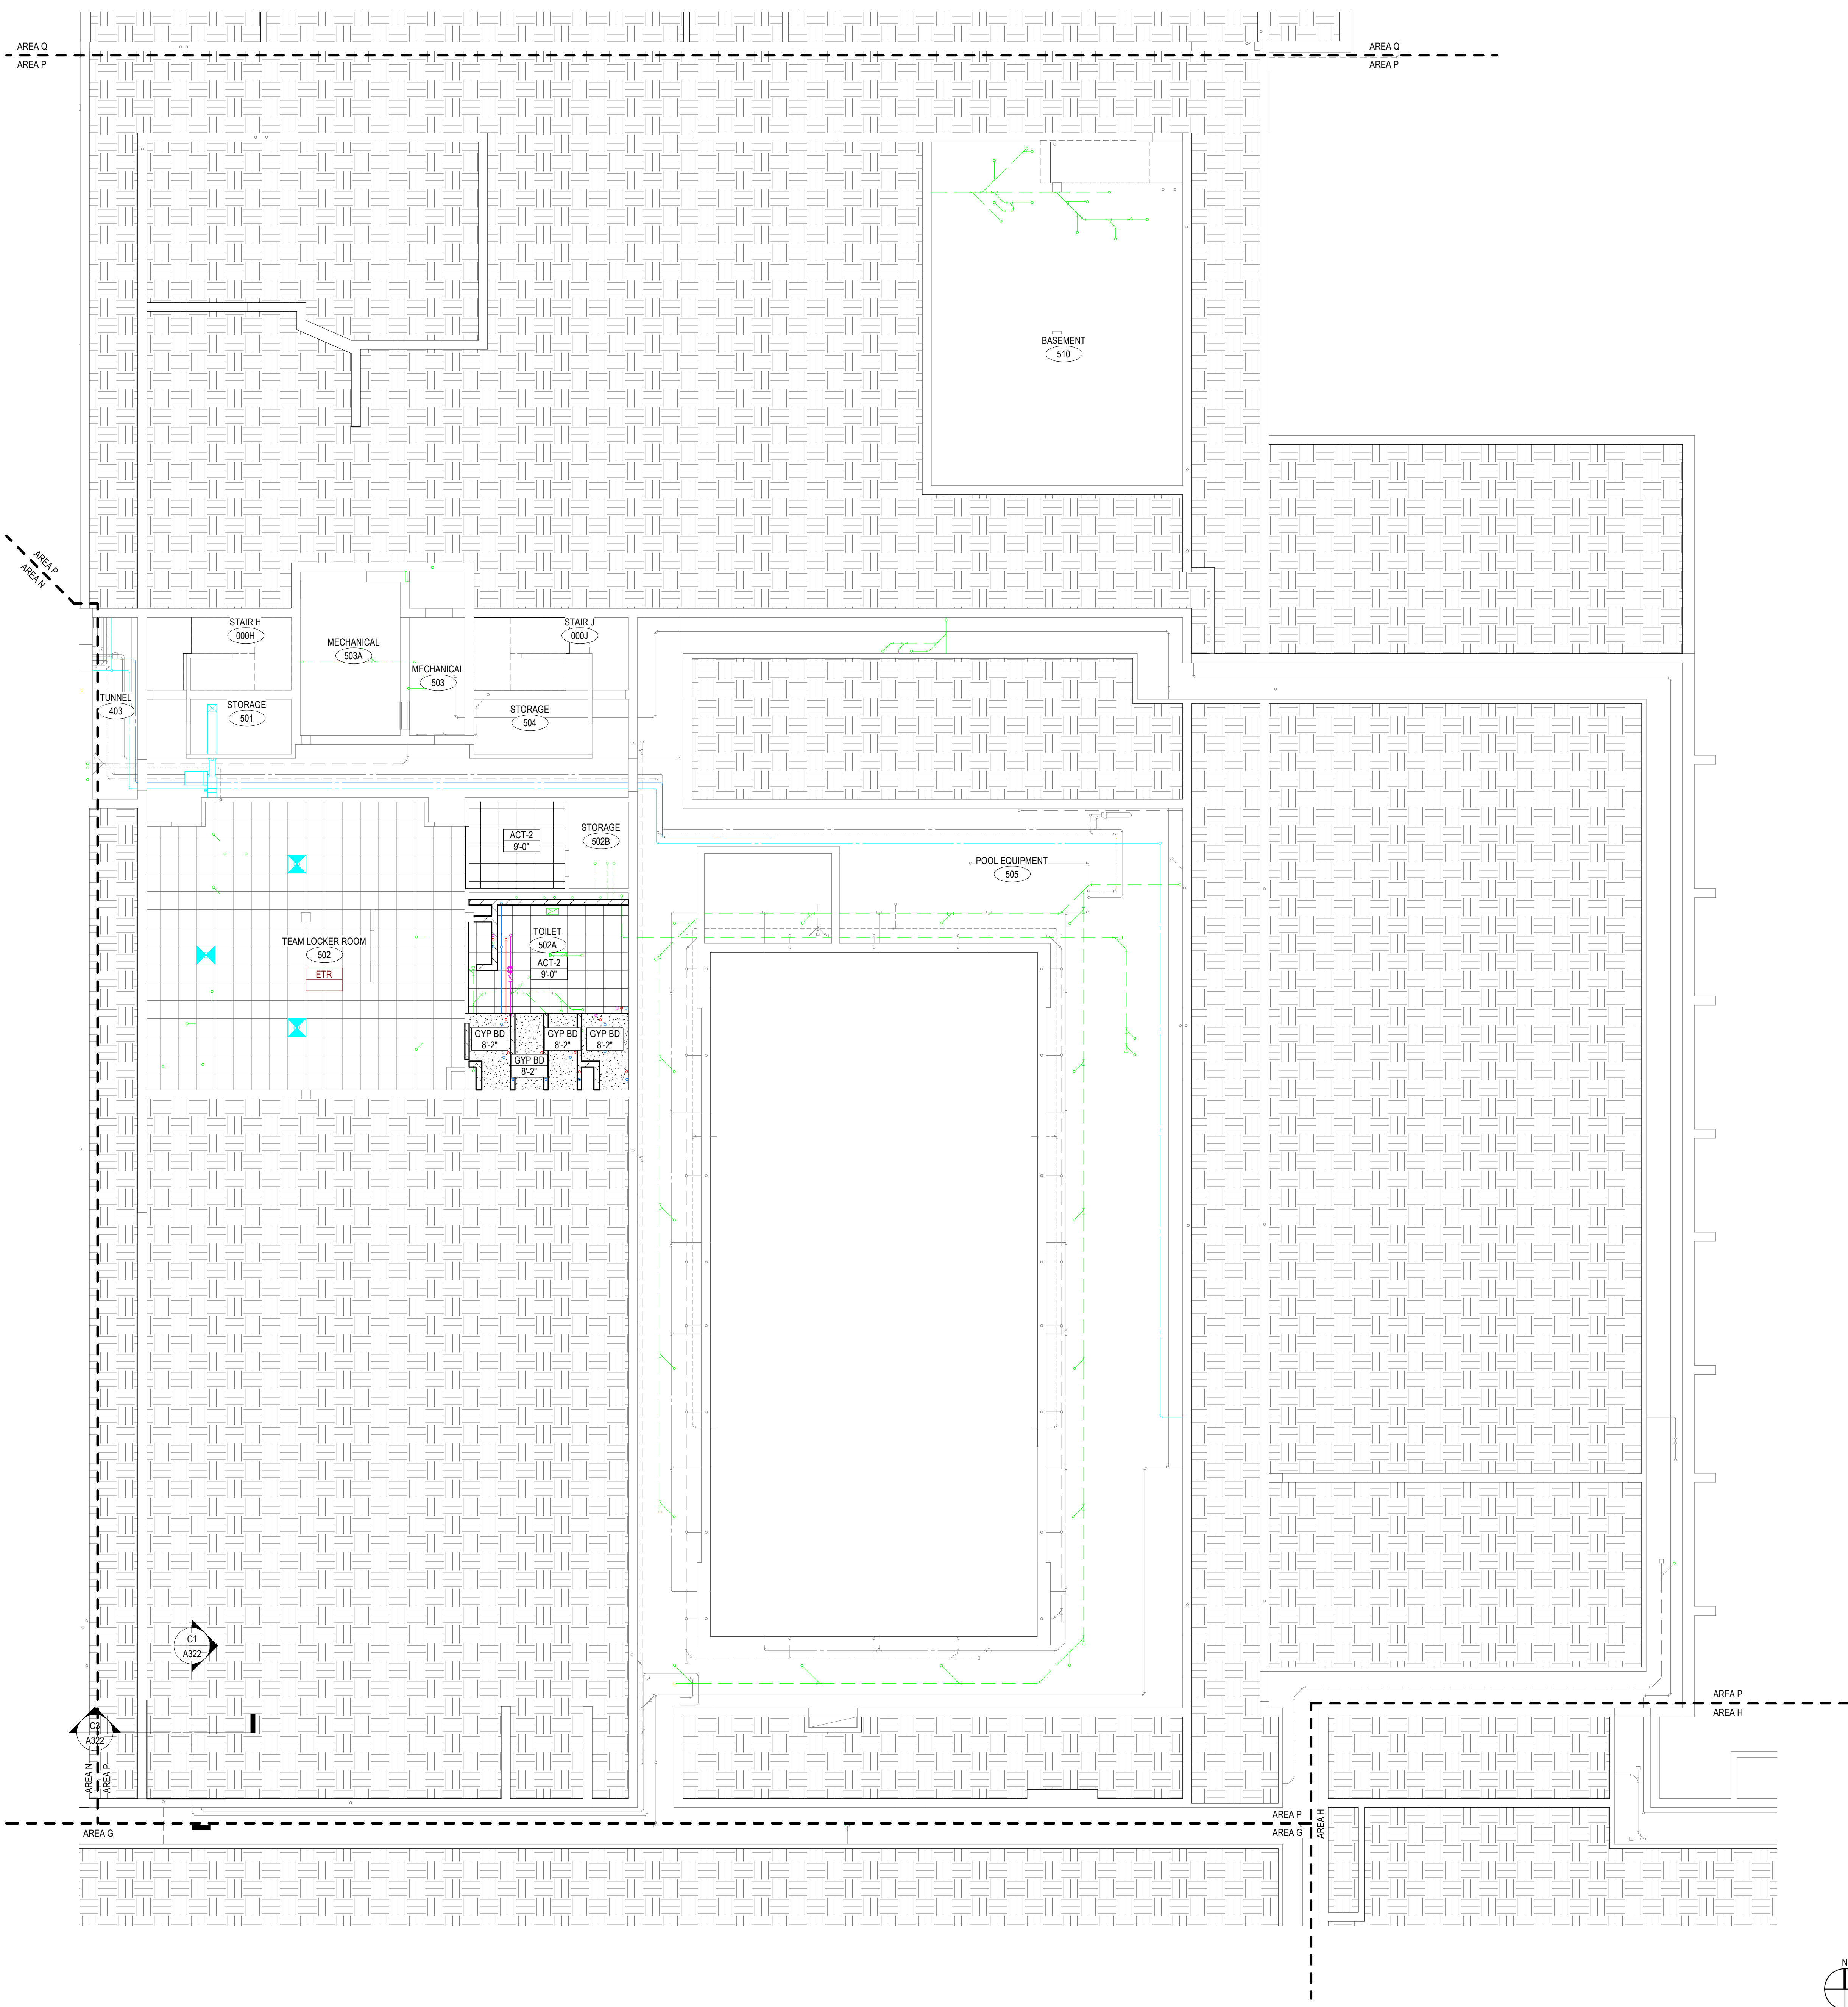 AREA Q
AREA P
AREA Q
AREA P
BASEMENT
510
AREA P
AREA N
STAIR H
000H
STAIR J
000J
MECHANICAL
503A
MECHANICAL
503
TUNNEL
403
STORAGE
501
STORAGE
504
ACT-2
9'-0"
STORAGE
502B
POOL EQUIPMENT
505
TOILET
502A
ACT-2
9'-0"
TEAM LOCKER ROOM
502
ETR
GYP BD
8'-2"
GYP BD
8'-2"
GYP BD
8'-2"
GYP BD
8'-2"
C1
A322
C3
A322
AREA P
AREA H
AREA N
AREA P
AREA P
AREA G
AREA G
AREA H
N